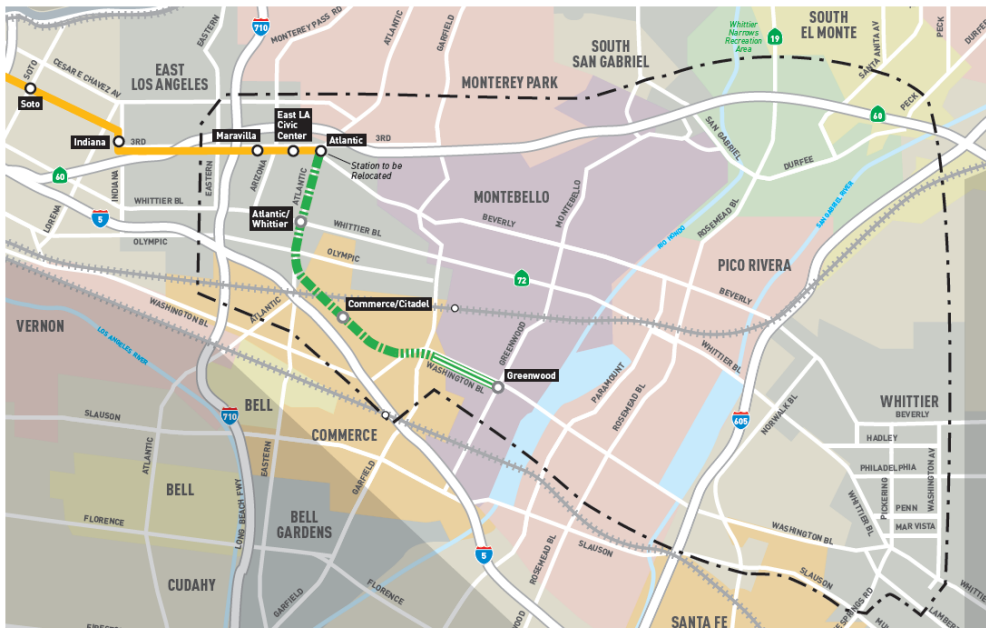 EASTERN
710
MONTEREY PASS RD
ATLANTIC
GARFIELD
SOUTH
SAN GABRIEL
Whittier
Narrows
Recreation
Area
19
SOUTH
EL MONTE
SANTA ANITA AV
PECK
DURFEE
SOTO
CESAR E CHAVEZ AV
EAST
LOS ANGELES
MONTEREY PARK
Soto
PECK
60
SAN GABRIEL
Indiana
3RD
Maravilla
East LA
Civic
Center
Atlantic
3RD
Station to be
Relocated
DURFEE
60
INDIANA
EASTERN
ARIZONA
ATLANTIC
MONTEBELLO
MONTEBELLO
LORENA
5
WHITTIER BL
Atlantic/
Whittier
WHITTIER BL
BEVERLY
ROSEMEAD BL
SAN GABRIEL RIVER
RIO HONDO
OLYMPIC
OLYMPIC
72
PICO RIVERA
BEVERLY
VERNON
WASHINGTON BL
ATLANTIC
Commerce/Citadel
LOS ANGELES RIVER
GREENWOOD
WHITTIER BL
WASHINGTON BL
Greenwood
PARAMOUNT
ROSEMEAD BL
NORWALK BL
WHITTIER
BEVERLY
710
BELL
605
SLAUSON
COMMERCE
HADLEY
ATLANTIC
EASTERN
GARFIELD
PHILADELPHIA
BELL
PICKERING
WASHINGTON AV
LONG BEACH FWY
WHITTIER BL
PENN
FLORENCE
BELL
GARDENS
MAR VISTA
WASHINGTON BL
5
ROSEMEAD BL
SLAUSON
SLAUSON
CUDAHY
GARFIELD
FLORENCE
WHITTIE
SANTA FE
LAMBERT